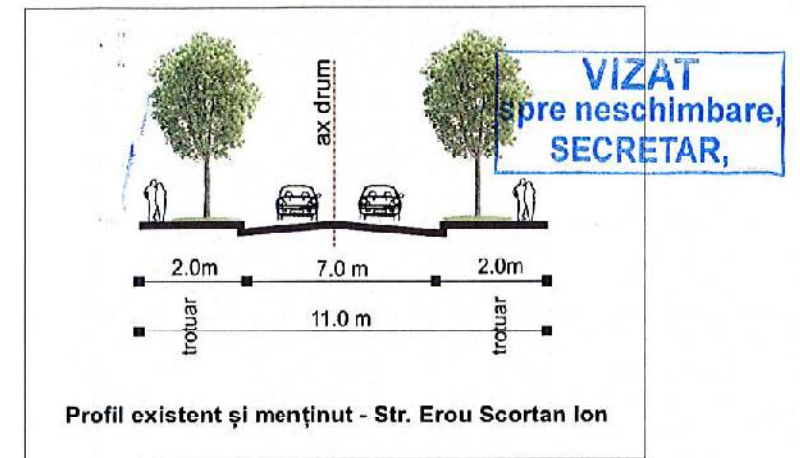 ax drum
VIZAT
spre neschimbare,
SECRETAR,
2.0m
7.0 m
2.0m
trotuar
11.0 m
trotuar
Profil existent și menținut - Str. Erou Scortan Ion